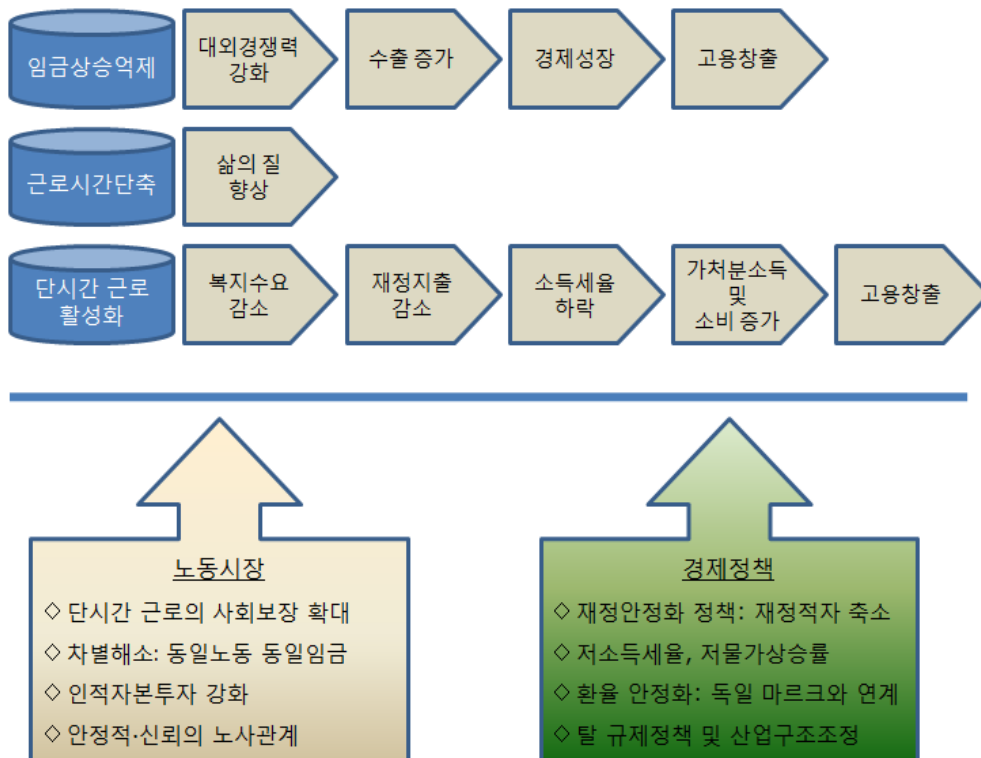 임금상승억제
대외경쟁력
강화
수출 증가
경제성장
고용창출
근로시간단축
삶의 질
향상
단시간 근로
활성화
복지수요
감소
재정지출
감소
소득세율
하락
가처분소득
및
소비 증가
고용창출
노동시장
◇ 단시간 근로의 사회보장 확대
◇ 차별해소: 동일노동 동일임금
◇ 인적자본투자 강화
◇ 안정적·신뢰의 노사관계
경제정책
◇ 재정안정화 정책: 재정적자 축소
◇ 저소득세율, 저물가상승률
◇ 환율 안정화: 독일 마르크와 연계
◇ 탈 규제정책 및 산업구조조정